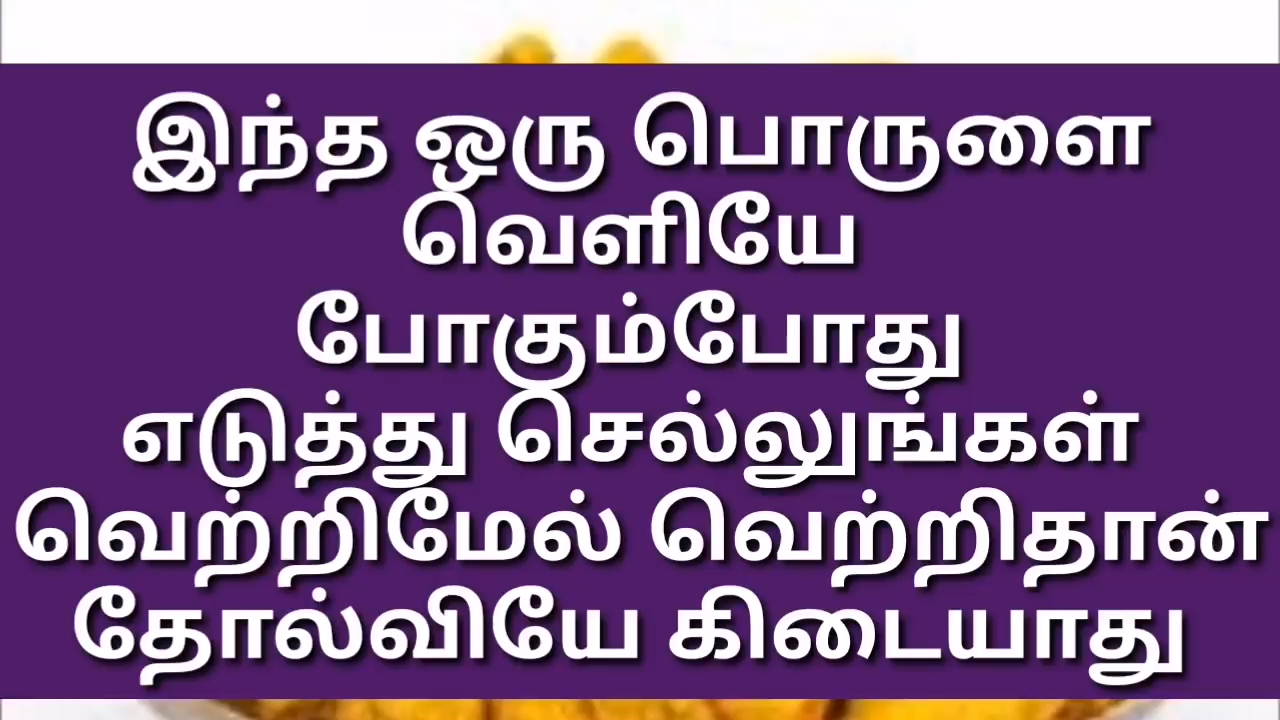 இந்த ஒரு பொருளை
வெளியே
போகும்போது
எடுத்து செல்லுங்கள்
வெற்றிமேல் வெற்றிதான்
தோல்வியே கிடையாது